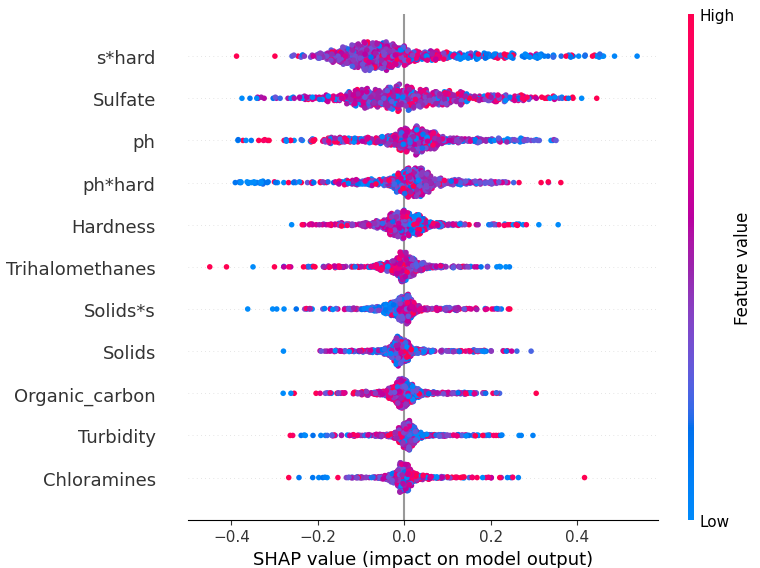 High
s*hard
Sulfate
ph
ph*hard
Hardness
Trihalomethanes
Solids*s
Solids
Organic_carbon
Turbidity
Chloramines
Feature value
Low
−0.4 −0.2 0.0 0.2 0.4
SHAP value (impact on model output)